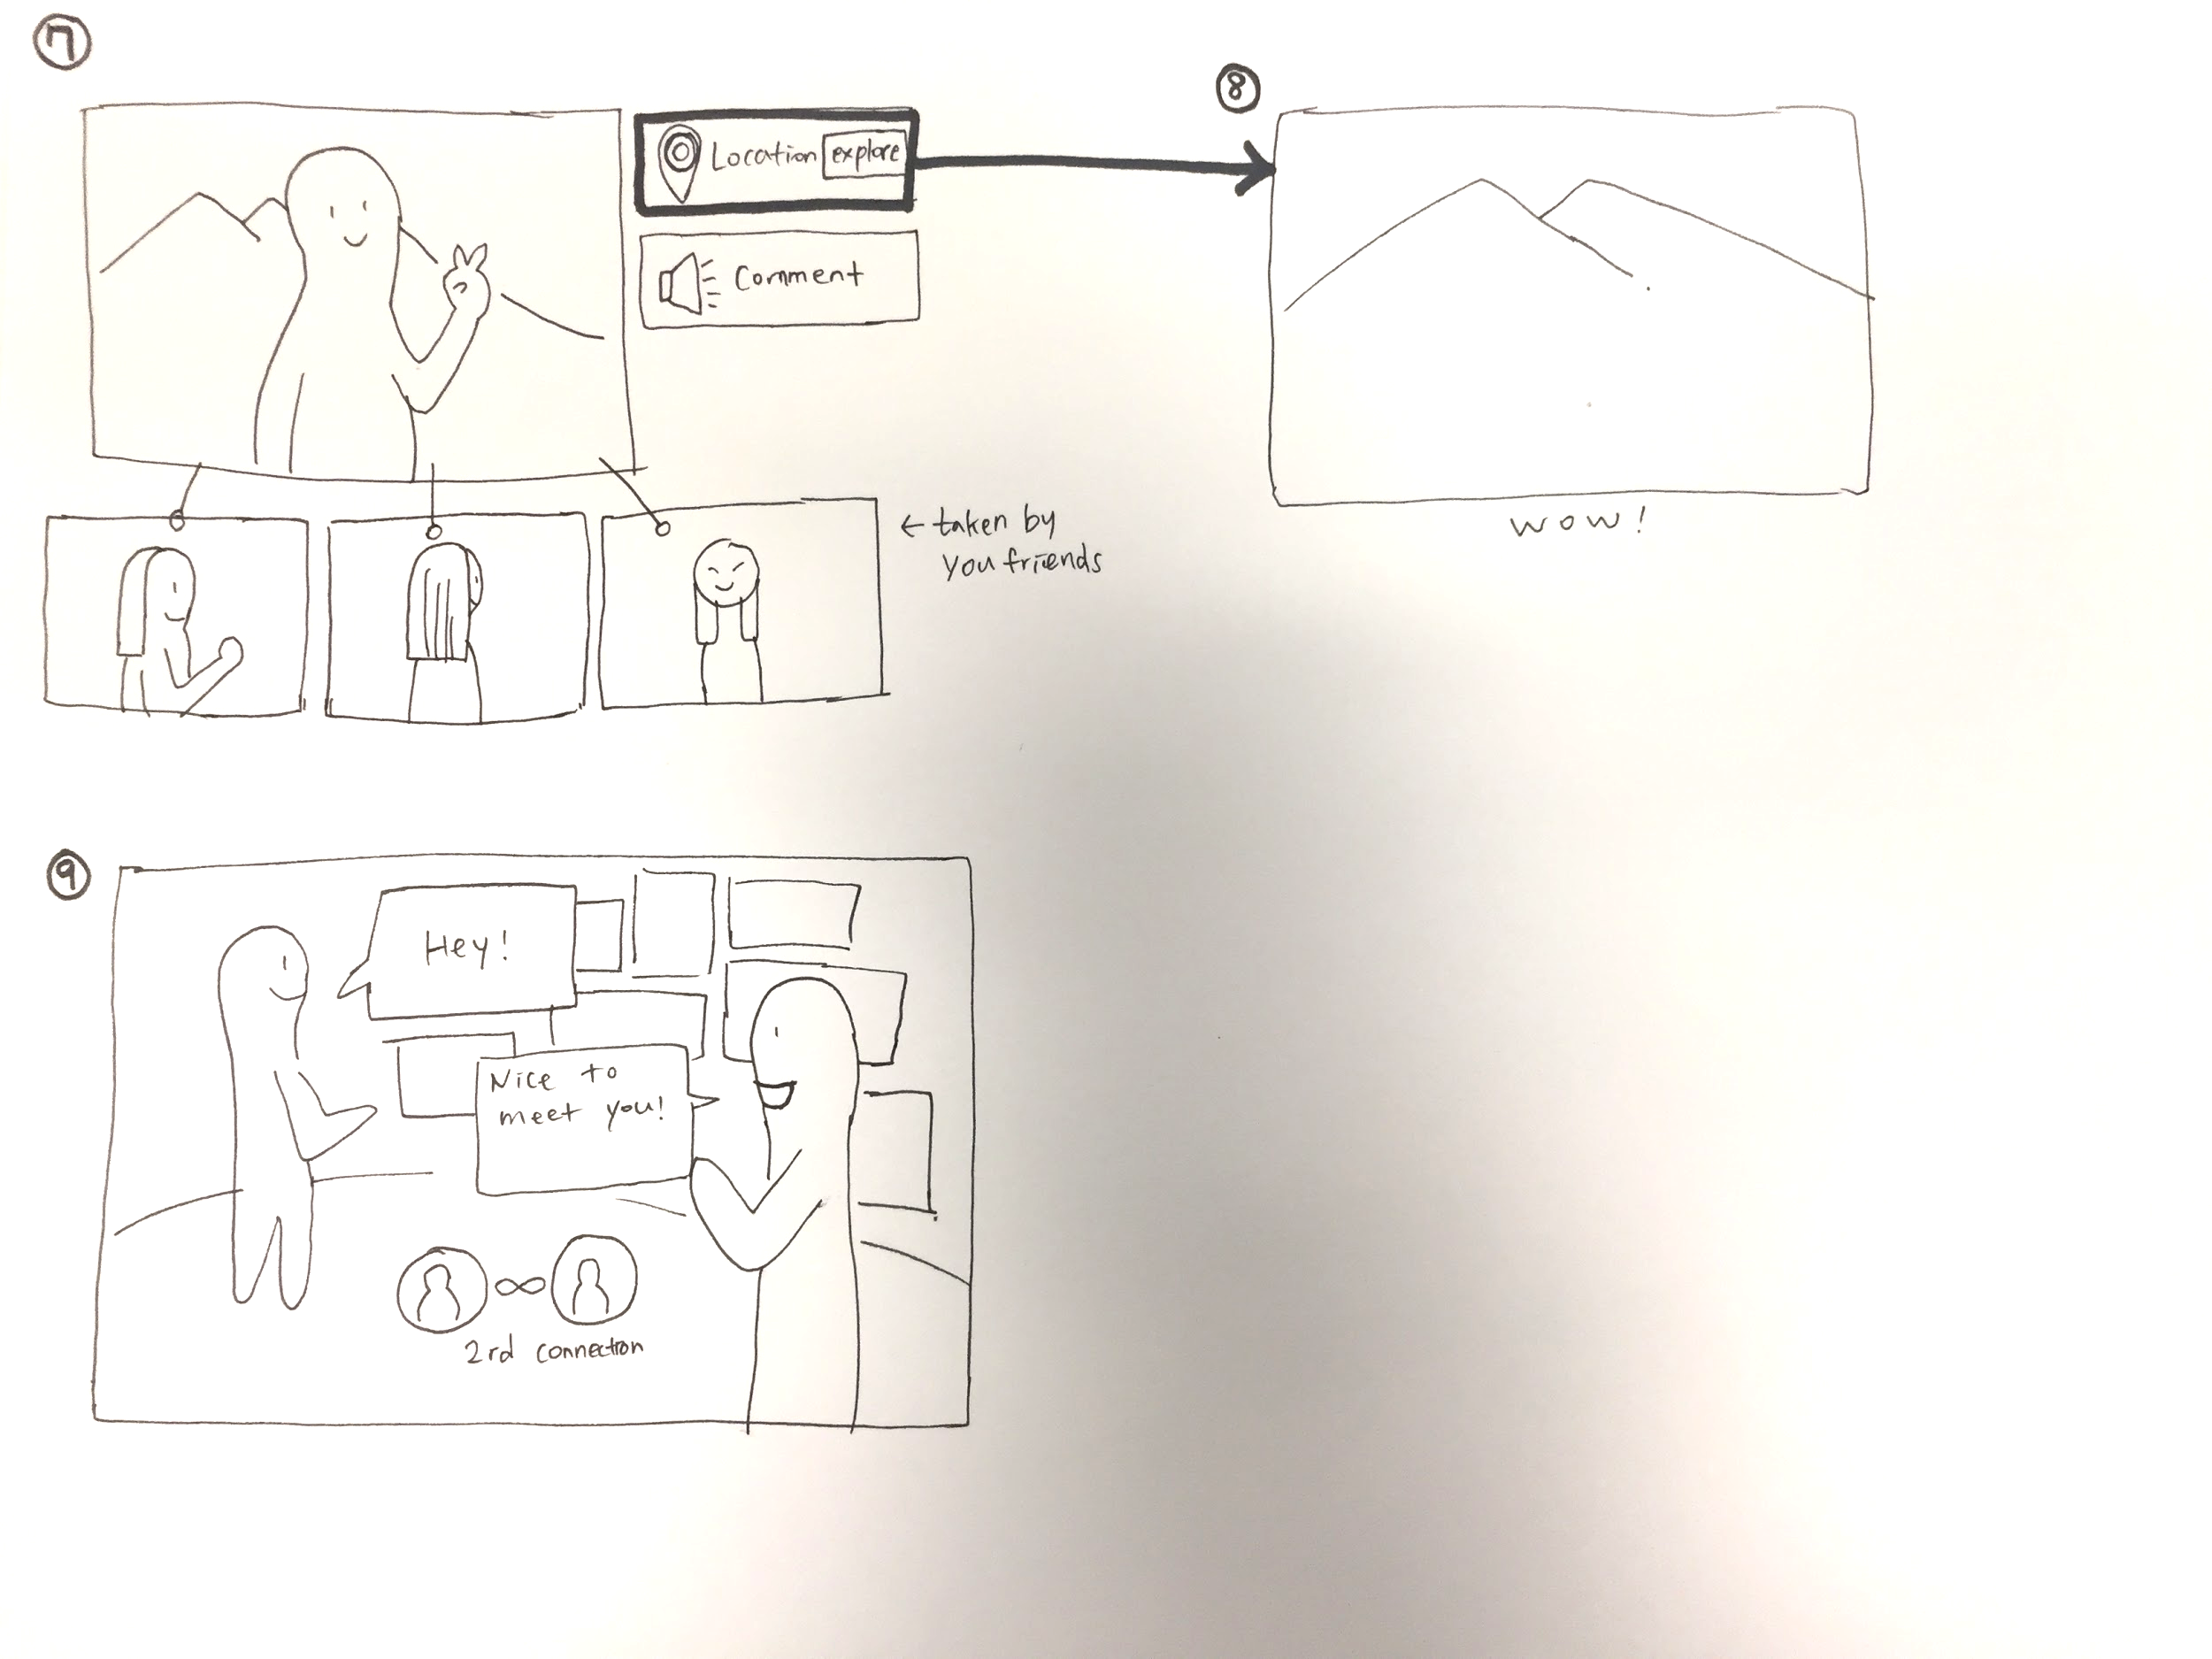 7
Location explore
Comment
← taken by
you friends
8
wow!
9
Hey!
Nice to
meet you!
2rd connection